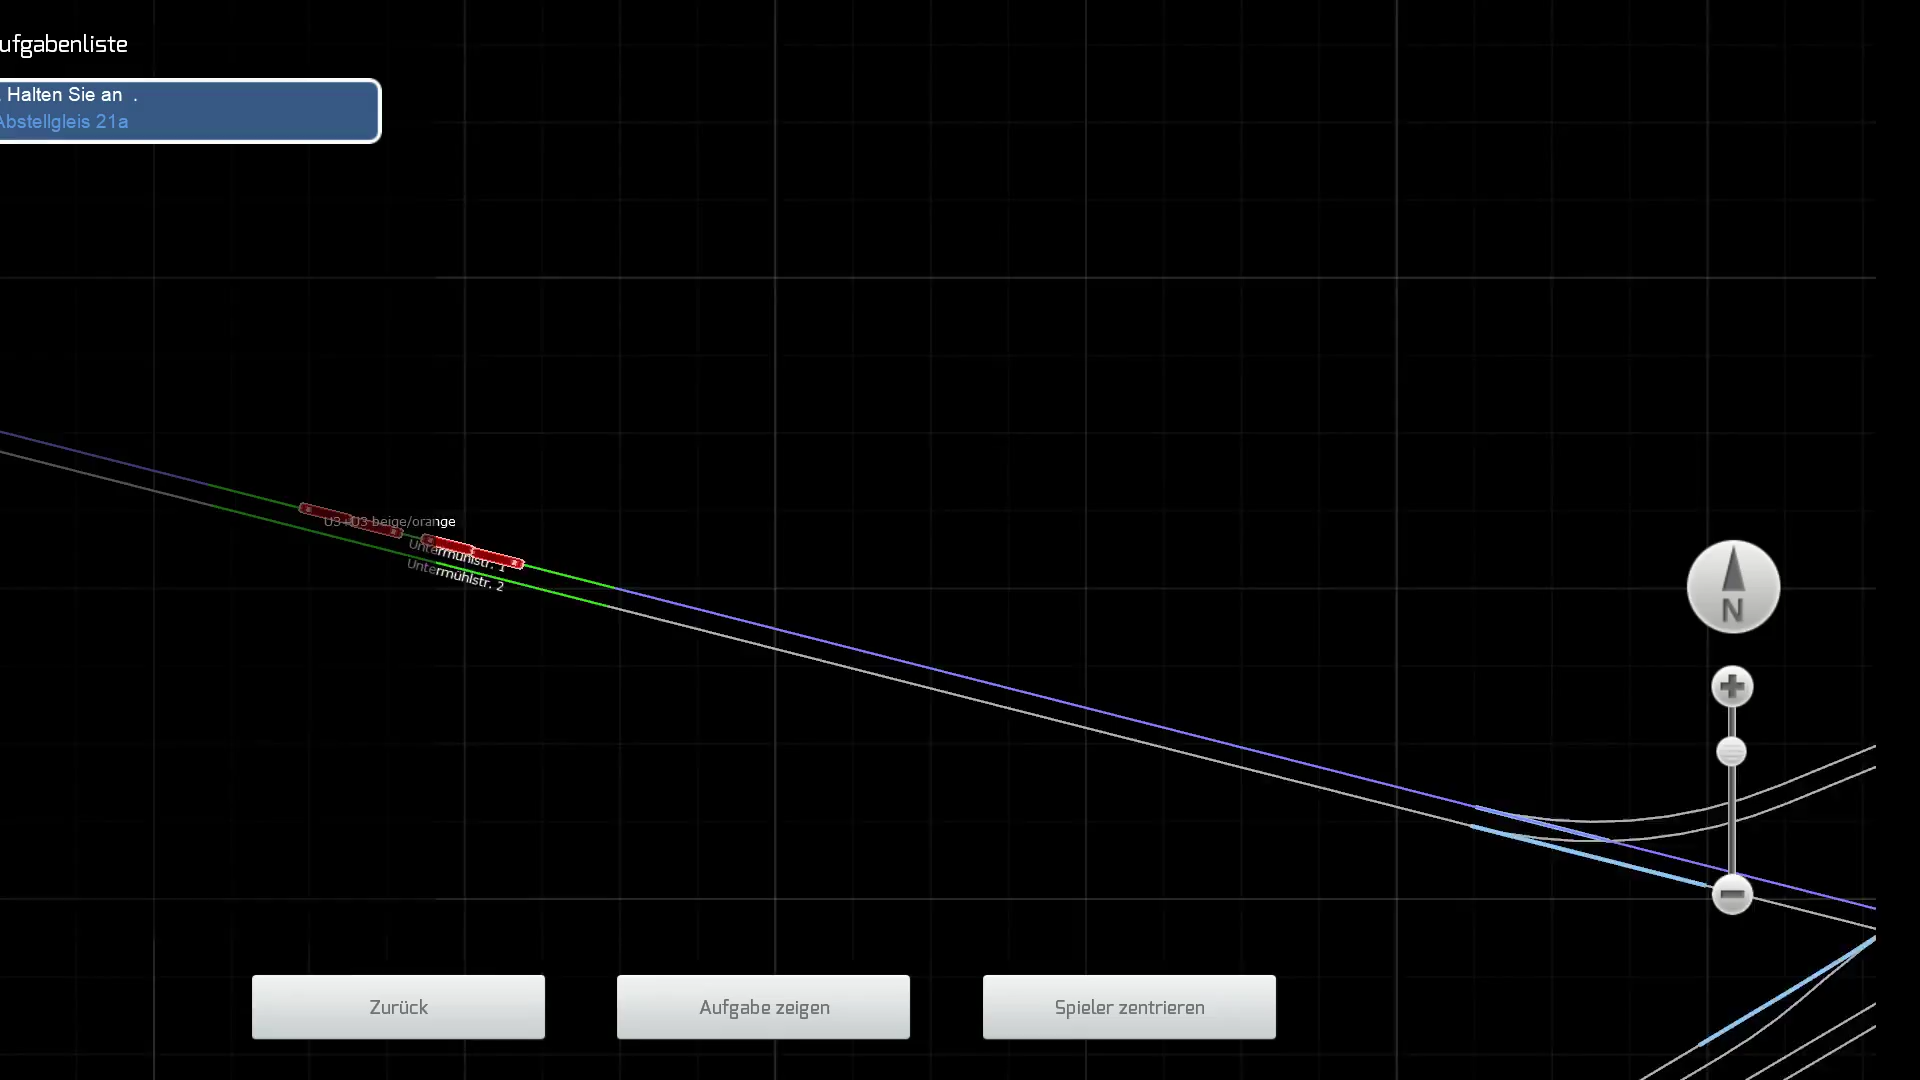 ufgabenliste
. Halten Sie an .
Abstellgleis 21a
U3+U3 beige/orange
Untermühlstr. 1
Untermühlstr. 2
N
Zurück
Aufgabe zeigen
Spieler zentrieren